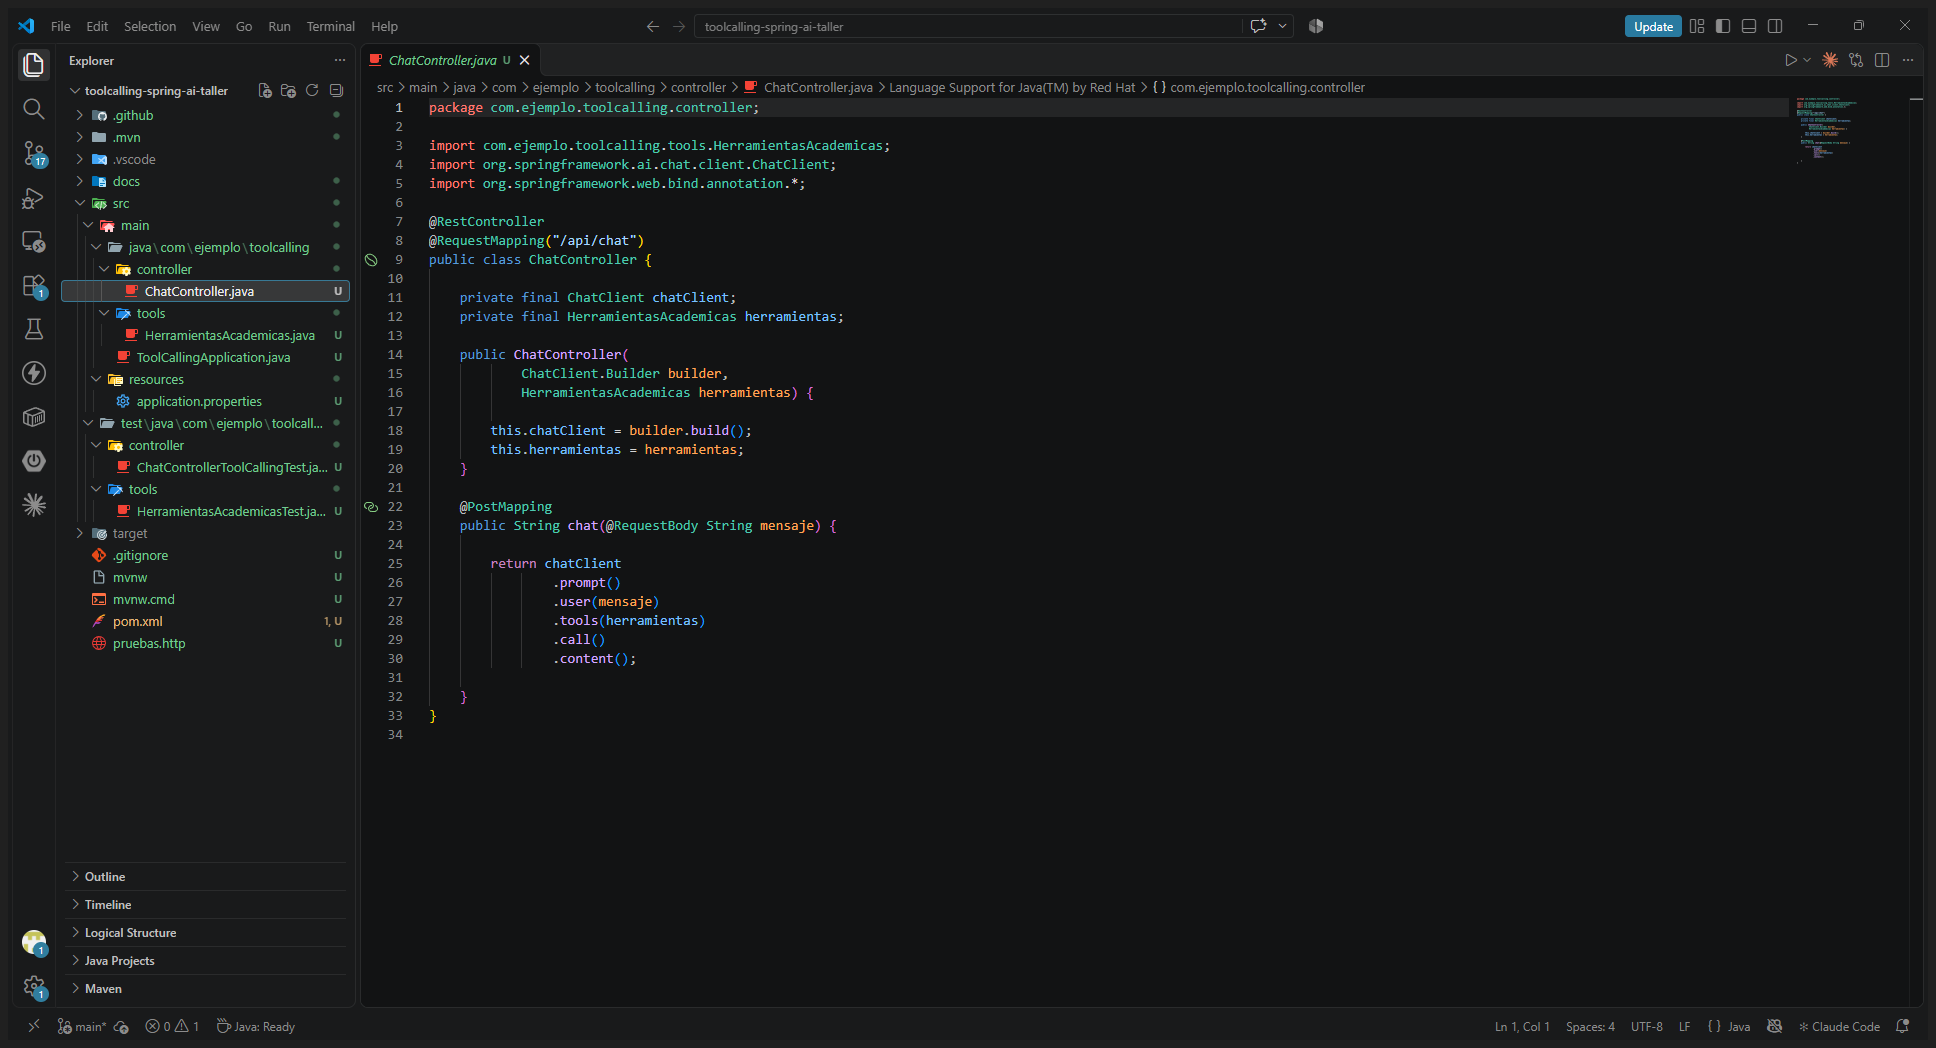 File Edit Selection View Go Run Terminal Help
toolcalling-spring-ai-taller
Update
Explorer
toolcalling-spring-ai-taller
.github
.mvn
.vscode
docs
src
main
java\com\ejemplo\toolcalling
controller
ChatController.java U
tools
HerramientasAcademicas.java U
ToolCallingApplication.java U
resources
application.properties U
test\java\com\ejemplo\toolcall...
controller
ChatControllerToolCallingTest.ja... U
tools
HerramientasAcademicasTest.ja... U
target
.gitignore U
mvnw U
mvnw.cmd U
pom.xml 1, U
pruebas.http U
Outline
Timeline
Logical Structure
Java Projects
Maven
17
1
1
1
ChatController.java U
src > main > java > com > ejemplo > toolcalling > controller > ChatController.java > Language Support for Java(TM) by Red Hat > {} com.ejemplo.toolcalling.controller
1 package com.ejemplo.toolcalling.controller;
2
3 import com.ejemplo.toolcalling.tools.HerramientasAcademicas;
4 import org.springframework.ai.chat.client.ChatClient;
5 import org.springframework.web.bind.annotation.*;
6
7 @RestController
8 @RequestMapping("/api/chat")
9 public class ChatController {
10
11 private final ChatClient chatClient;
12 private final HerramientasAcademicas herramientas;
13
14 public ChatController(
15 ChatClient.Builder builder,
16 HerramientasAcademicas herramientas) {
17
18 this.chatClient = builder.build();
19 this.herramientas = herramientas;
20 }
21
22 @PostMapping
23 public String chat(@RequestBody String mensaje) {
24
25 return chatClient
26 .prompt()
27 .user(mensaje)
28 .tools(herramientas)
29 .call()
30 .content();
31
32 }
33 }
34
main* 0 1 Java: Ready
Ln 1, Col 1 Spaces: 4 UTF-8 LF {} Java Claude Code